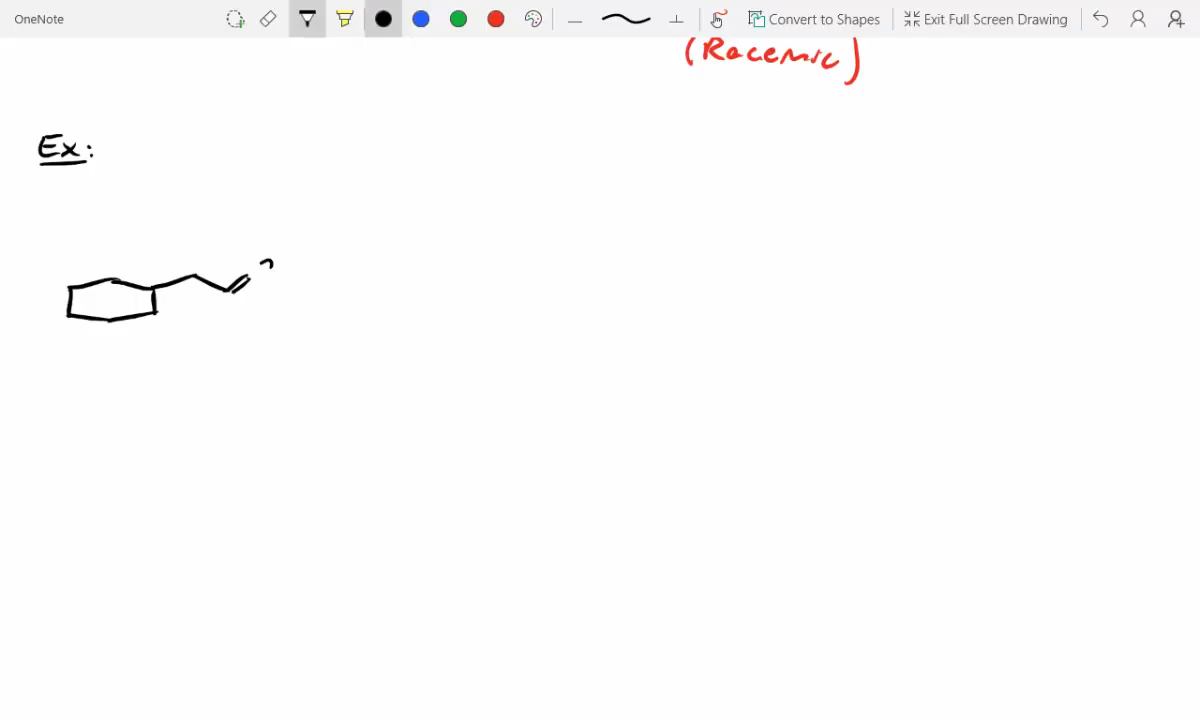 OneNote
Convert to Shapes
Exit Full Screen Drawing
(Racemic)
Ex: